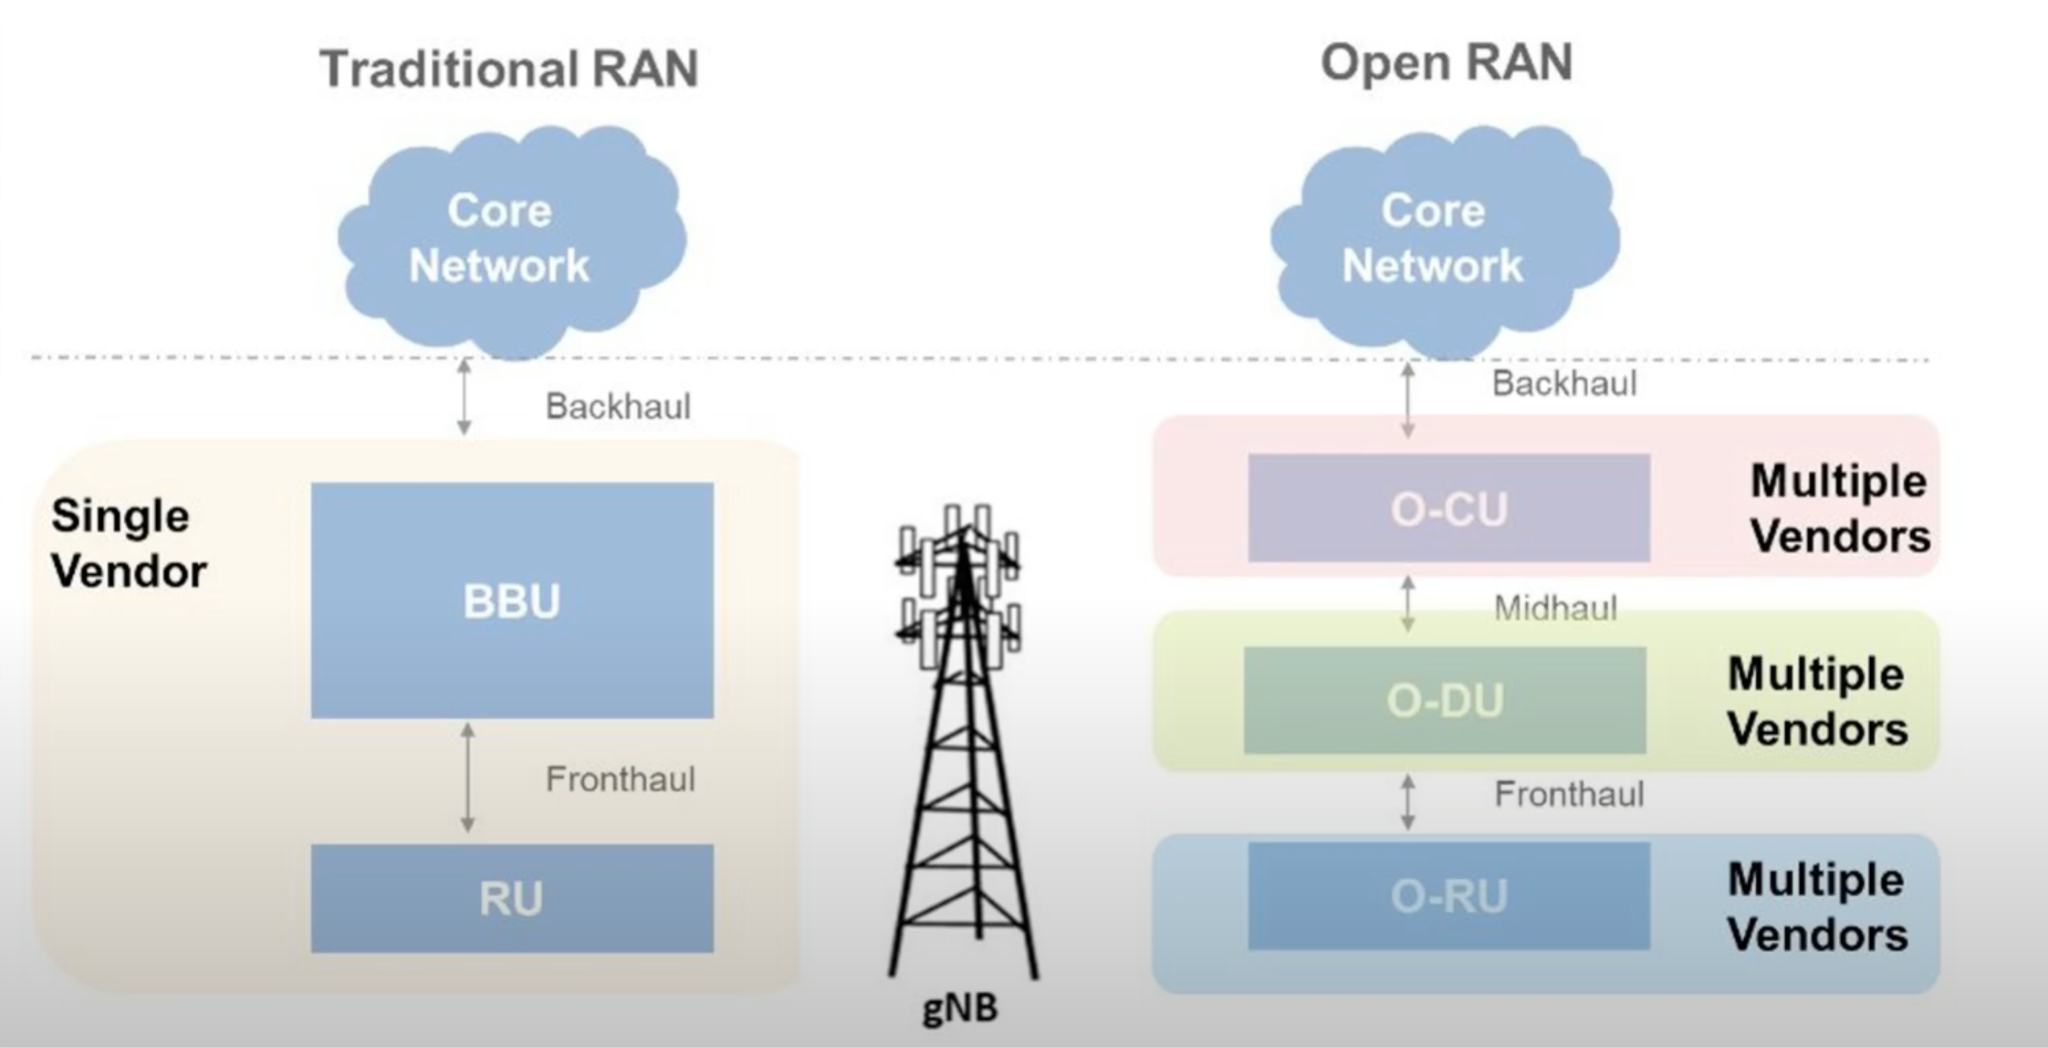 Traditional RAN
Core
Network
Backhaul
Single
Vendor
BBU
Fronthaul
RU
gNB
Open RAN
Core
Network
Backhaul
O-CU
Multiple
Vendors
Midhaul
O-DU
Multiple
Vendors
Fronthaul
O-RU
Multiple
Vendors